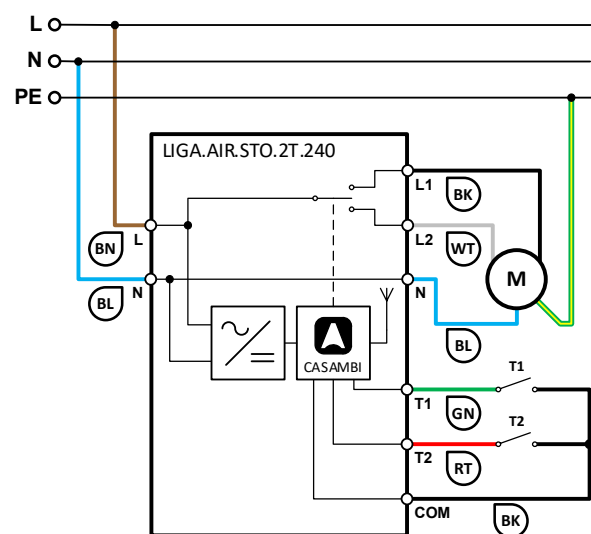 L
N
PE
LIGA.AIR.STO.2T.240
L1
BK
L
BN
L2
WT
N
BL
N
BL
M
CASAMBI
T1
GN
T1
T2
RT
T2
COM
BK